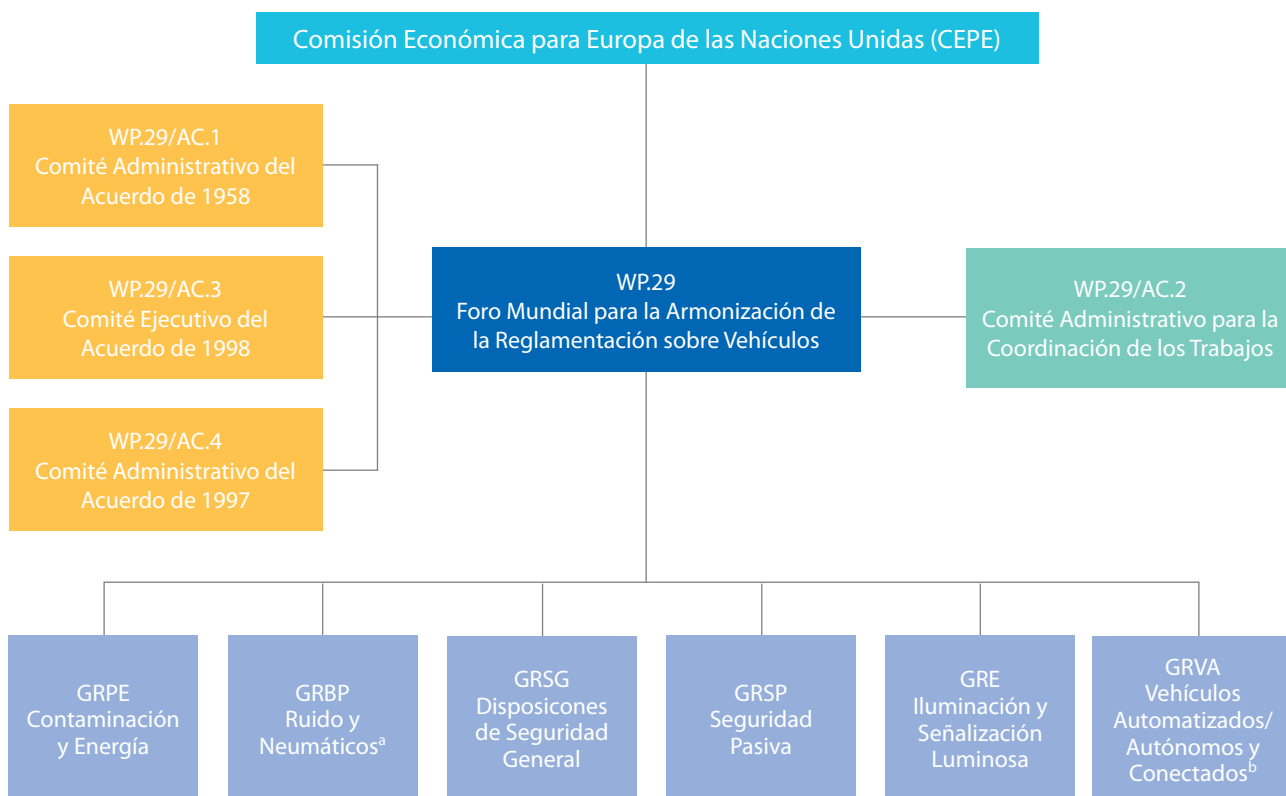 Comisión Económica para Europa de las Naciones Unidas (CEPE)
WP.29/AC.1
Comité Administrativo del
Acuerdo de 1958
WP.29/AC.3
Comité Ejecutivo del
Acuerdo de 1998
WP.29/AC.4
Comité Administrativo del
Acuerdo de 1997
WP.29
Foro Mundial para la Armonización de
la Reglamentación sobre Vehículos
WP.29/AC.2
Comité Administrativo para la
Coordinación de los Trabajos
GRPE
Contaminación
y Energía
GRBP
Ruido y
Neumáticosᵃ
GRSG
Disposicones
de Seguridad
General
GRSP
Seguridad
Pasiva
GRE
Iluminación y
Señalización
Luminosa
GRVA
Vehículos
Automatizados/
Autónomos y
Conectadosᵇ